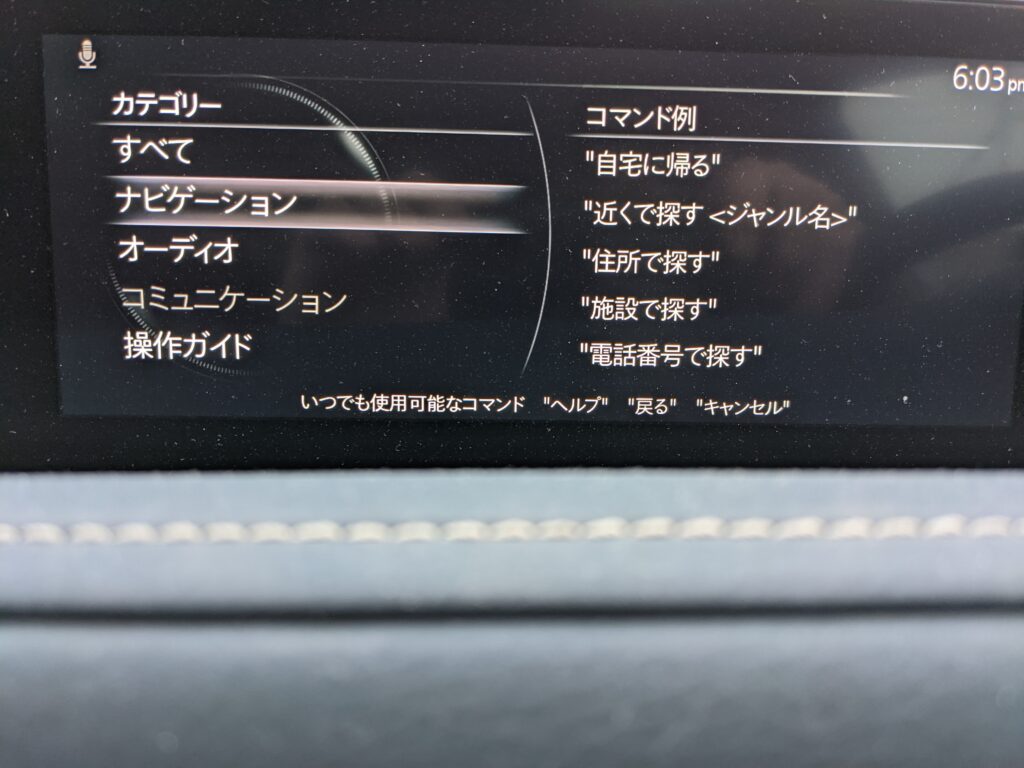 6:03 pm
カテゴリー
すべて
ナビゲーション
オーディオ
コミュニケーション
操作ガイド
コマンド例
"自宅に帰る"
"近くで探す <ジャンル名>"
"住所で探す"
"施設で探す"
"電話番号で探す"
いつでも使用可能なコマンド "ヘルプ" "戻る" "キャンセル"